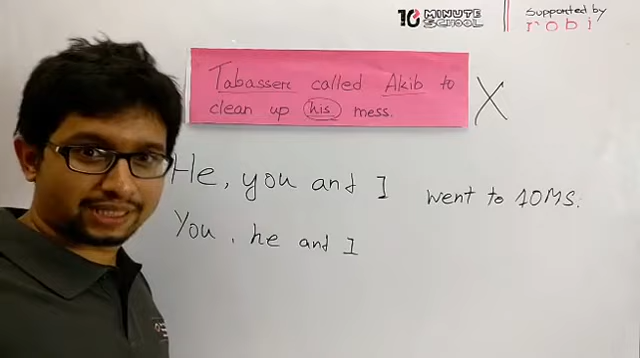 10 MINUTE
SCHOOL
Supported by
robi
Tabasser called Akib to
clean up his mess.
X
He, you and I
went to 10MS.
You, he and I